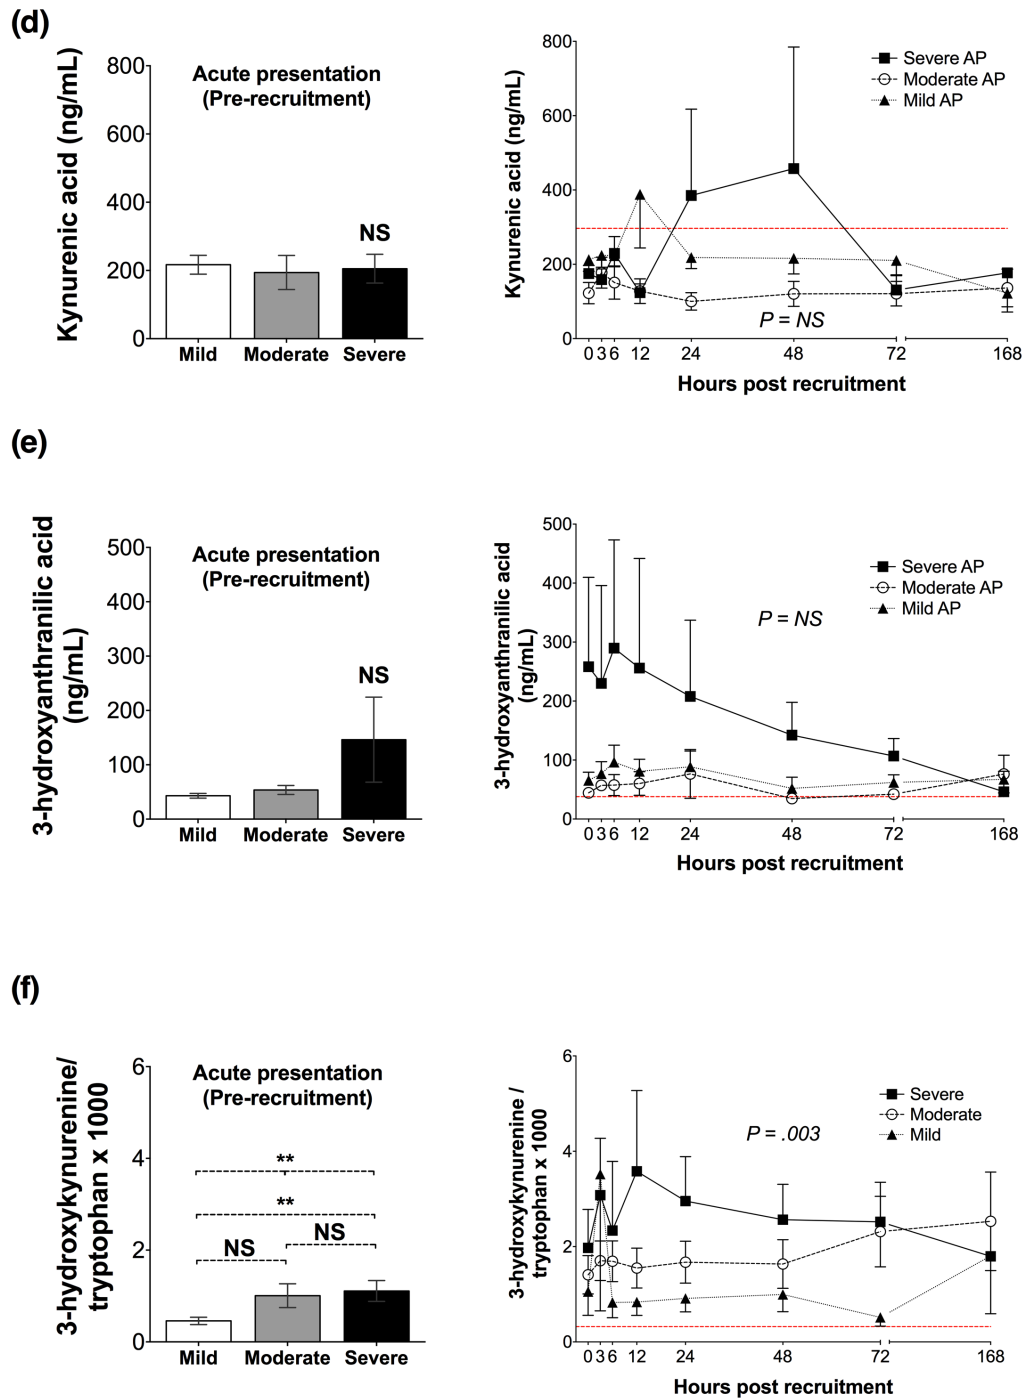 (d)
Kynurenic acid (ng/mL)
800
600
400
200
0
Acute presentation
(Pre-recruitment)
NS
Mild Moderate Severe
Kynurenic acid (ng/mL)
800
600
400
200
0
Severe AP
Moderate AP
Mild AP
P = NS
0 3 6 12 24 48 72 168
Hours post recruitment
(e)
3-hydroxyanthranilic acid
(ng/mL)
500
400
300
200
100
0
Acute presentation
(Pre-recruitment)
NS
Mild Moderate Severe
3-hydroxyanthranilic acid
(ng/mL)
500
400
300
200
100
0
Severe AP
Moderate AP
Mild AP
P = NS
0 3 6 12 24 48 72 168
Hours post recruitment
(f)
3-hydroxykynurenine/
tryptophan x 1000
6
4
2
0
Acute presentation
(Pre-recruitment)
**
**
NS
NS
Mild Moderate Severe
3-hydroxykynurenine /
tryptophan x 1000
6
4
2
0
Severe
Moderate
Mild
P = .003
0 3 6 12 24 48 72 168
Hours post recruitment